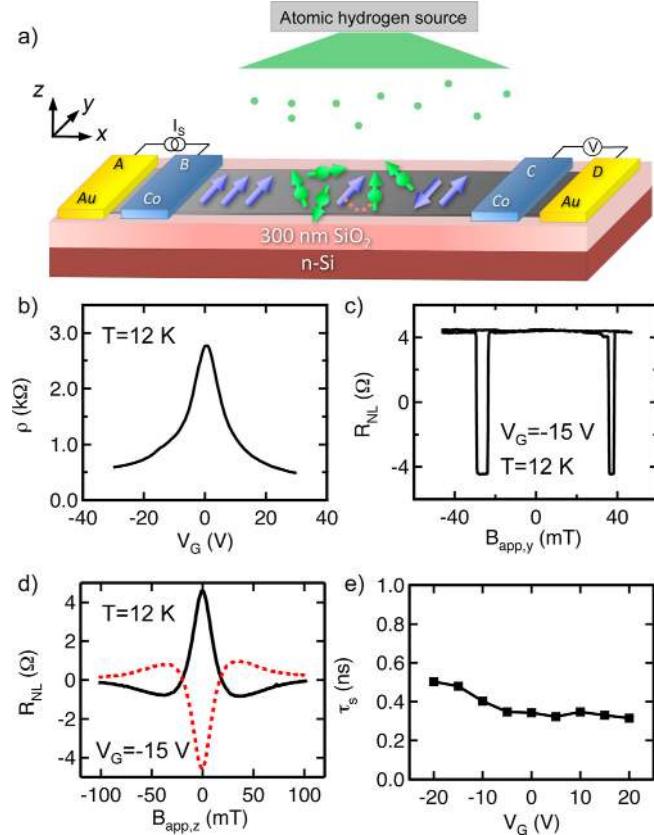 Atomic hydrogen source
a)
z
y
x
I_S
V
A
B
C
D
Au
Co
Co
Au
300 nm SiO₂
n-Si
b)
T=12 K
ρ (kΩ)
3.0
2.0
1.0
0.0
-40 -20 0 20 40
V_G (V)
c)
R_NL (Ω)
4
0
-4
V_G=-15 V
T=12 K
-40 -20 0 20 40
B_app,y (mT)
d)
T=12 K
R_NL (Ω)
4
2
0
-2
-4
V_G=-15 V
-100 -50 0 50 100
B_app,z (mT)
e)
τ_s (ns)
1.0
0.8
0.6
0.4
0.2
0.0
-20 -10 0 10 20
V_G (V)